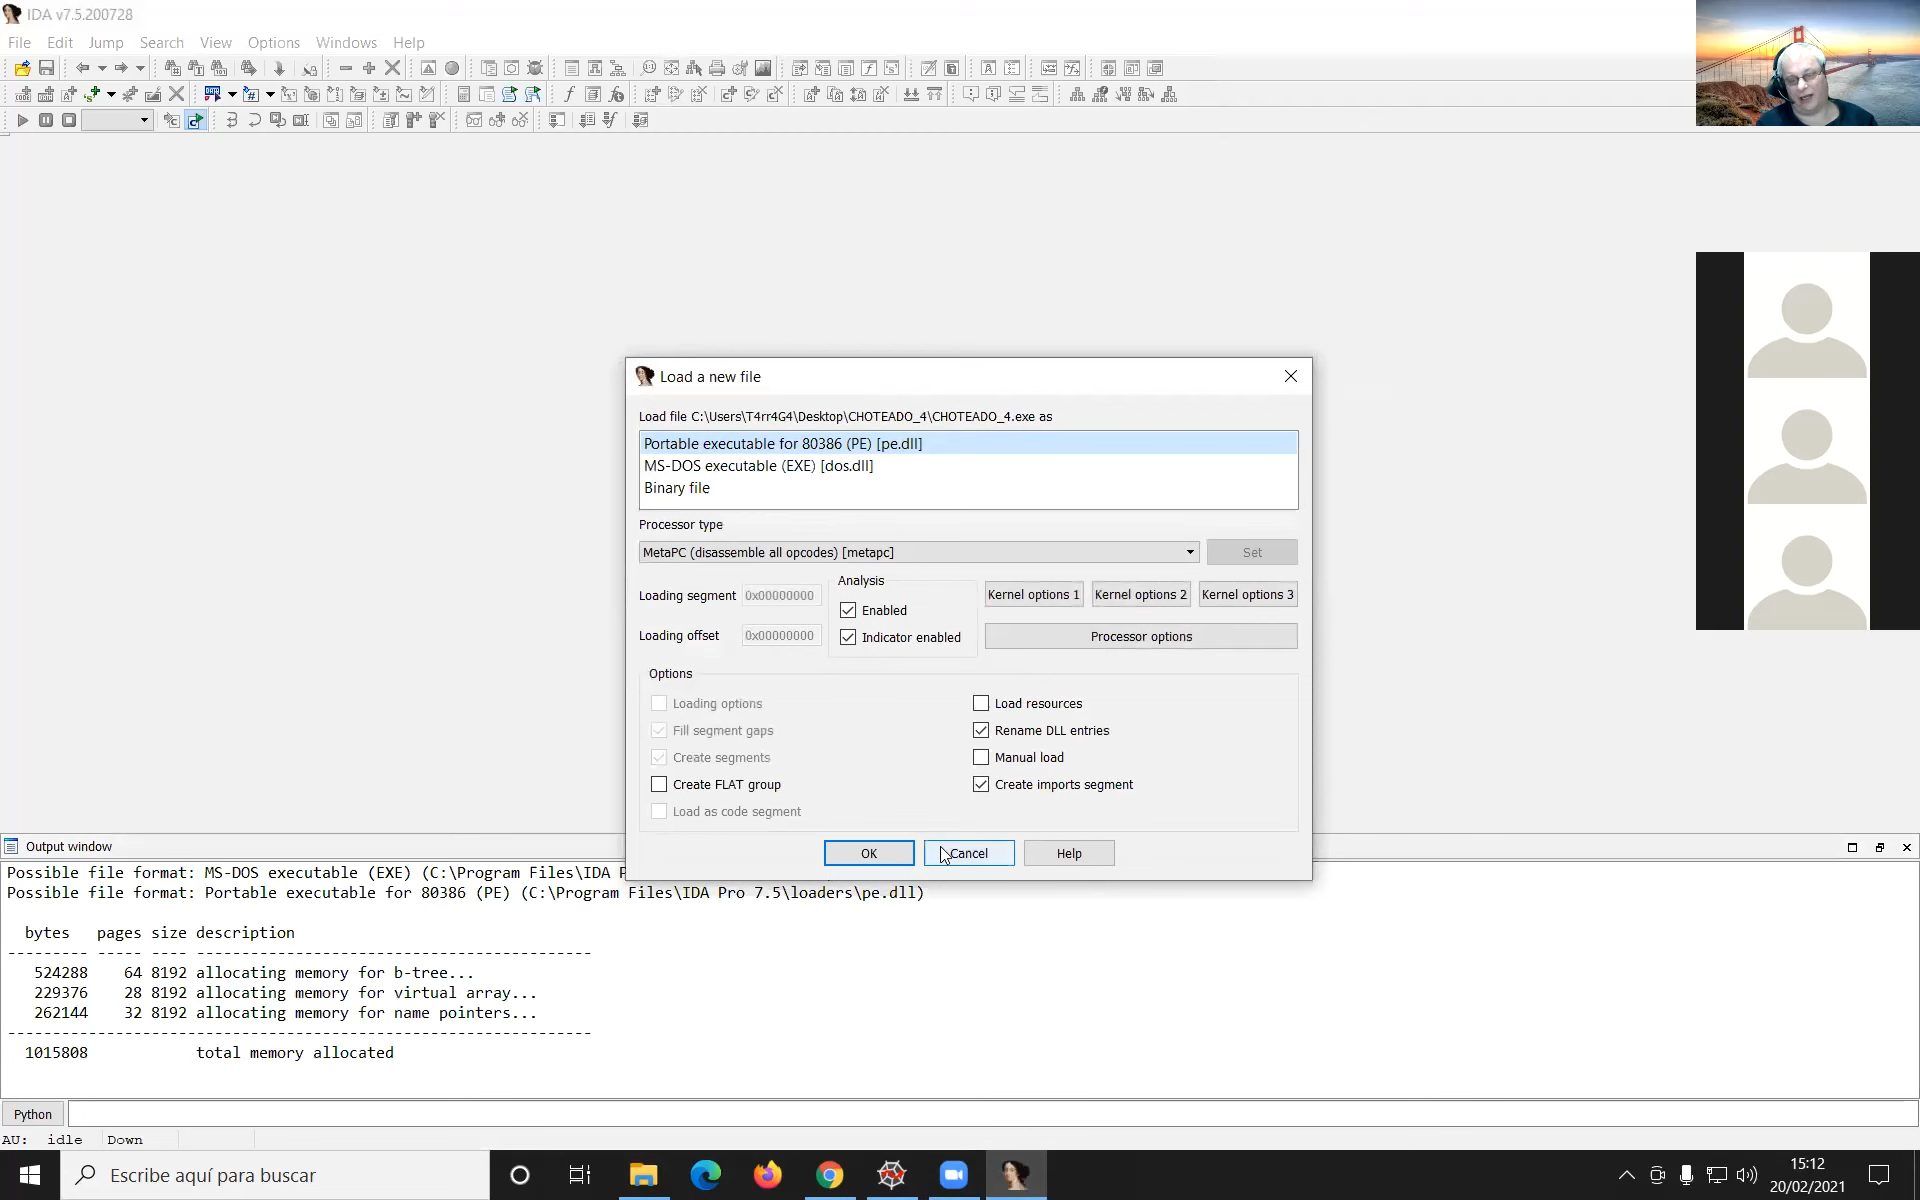 IDA v7.5.200728
File Edit Jump Search View Options Windows Help
Load a new file
Load file C:\Users\T4rr4G4\Desktop\CHOTEADO_4\CHOTEADO_4.exe as
Portable executable for 80386 (PE) [pe.dll]
MS-DOS executable (EXE) [dos.dll]
Binary file
Processor type
MetaPC (disassemble all opcodes) [metapc]
Set
Loading segment 0x00000000
Loading offset 0x00000000
Analysis
Enabled
Indicator enabled
Kernel options 1 Kernel options 2 Kernel options 3
Processor options
Options
Loading options
Fill segment gaps
Create segments
Create FLAT group
Load as code segment
Load resources
Rename DLL entries
Manual load
Create imports segment
OK Cancel Help
Output window
Possible file format: MS-DOS executable (EXE) (C:\Program Files\IDA P
Possible file format: Portable executable for 80386 (PE) (C:\Program Files\IDA Pro 7.5\loaders\pe.dll)
bytes pages size description
--------- ----- ---- --------------------------------------------
524288 64 8192 allocating memory for b-tree...
229376 28 8192 allocating memory for virtual array...
262144 32 8192 allocating memory for name pointers...
-----------------------------------------------------------------
1015808 total memory allocated
Python
AU: idle Down
Escribe aquí para buscar
15:12
20/02/2021